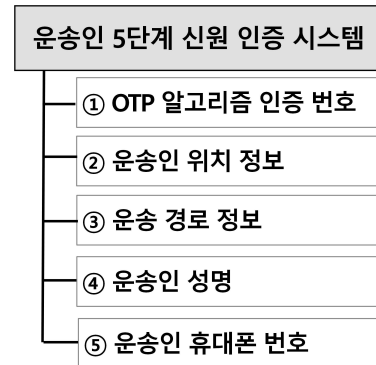 운송인 5단계 신원 인증 시스템
① OTP 알고리즘 인증 번호
② 운송인 위치 정보
③ 운송 경로 정보
④ 운송인 성명
⑤ 운송인 휴대폰 번호